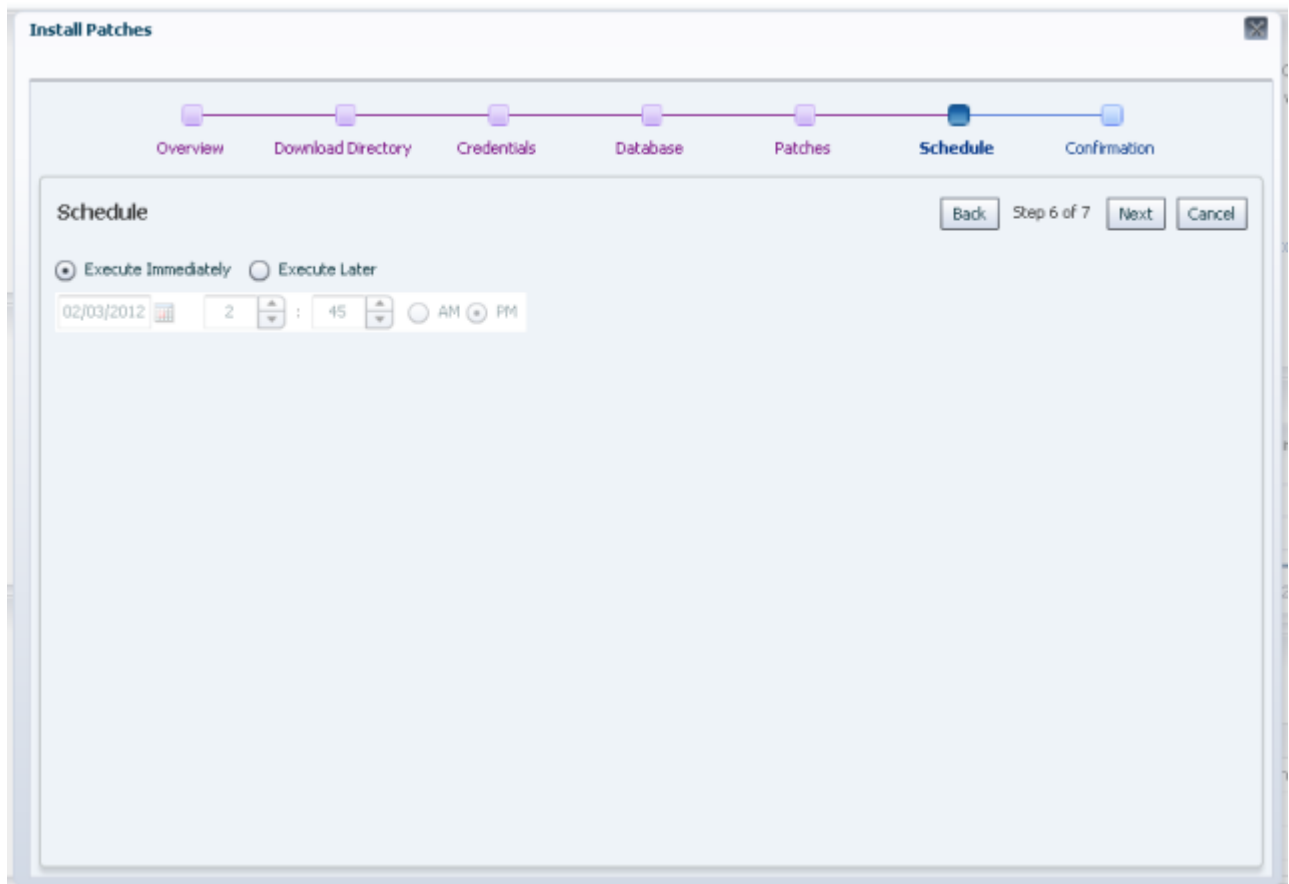 Install Patches
Overview Download Directory Credentials Database Patches Schedule Confirmation
Schedule Back Step 6 of 7 Next Cancel
Execute Immediately Execute Later
02/03/2012 2 : 45 AM PM